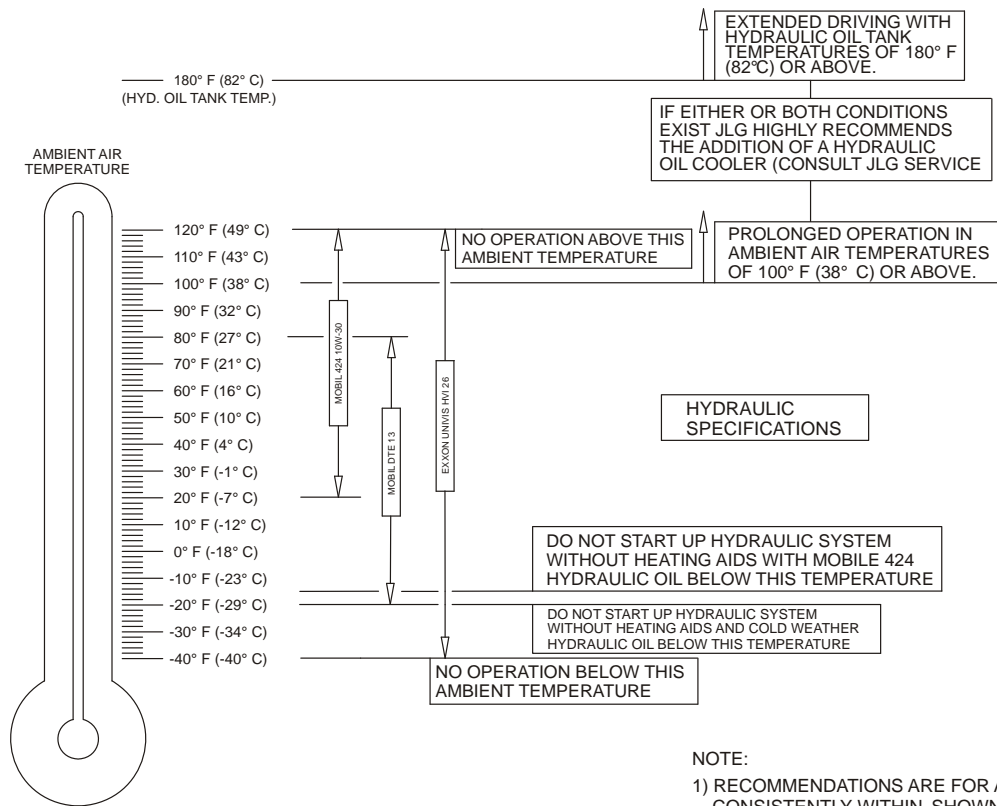 EXTENDED DRIVING WITH
HYDRAULIC OIL TANK
TEMPERATURES OF 180° F
(82°C) OR ABOVE.
180° F (82° C)
(HYD. OIL TANK TEMP.)
IF EITHER OR BOTH CONDITIONS
EXIST JLG HIGHLY RECOMMENDS
THE ADDITION OF A HYDRAULIC
OIL COOLER (CONSULT JLG SERVICE
AMBIENT AIR
TEMPERATURE
120° F (49° C)
110° F (43° C)
100° F (38° C)
90° F (32° C)
80° F (27° C)
70° F (21° C)
60° F (16° C)
50° F (10° C)
40° F (4° C)
30° F (-1° C)
20° F (-7° C)
10° F (-12° C)
0° F (-18° C)
-10° F (-23° C)
-20° F (-29° C)
-30° F (-34° C)
-40° F (-40° C)
NO OPERATION ABOVE THIS
AMBIENT TEMPERATURE
PROLONGED OPERATION IN
AMBIENT AIR TEMPERATURES
OF 100° F (38° C) OR ABOVE.
MOBIL 424 10W-30
MOBIL DTE 13
EXXON UNIVIS HVI 26
HYDRAULIC
SPECIFICATIONS
DO NOT START UP HYDRAULIC SYSTEM
WITHOUT HEATING AIDS WITH MOBILE 424
HYDRAULIC OIL BELOW THIS TEMPERATURE
DO NOT START UP HYDRAULIC SYSTEM
WITHOUT HEATING AIDS AND COLD WEATHER
HYDRAULIC OIL BELOW THIS TEMPERATURE
NO OPERATION BELOW THIS
AMBIENT TEMPERATURE
NOTE:
1) RECOMMENDATIONS ARE FOR
CONSISTENTLY WITHIN SHOWN